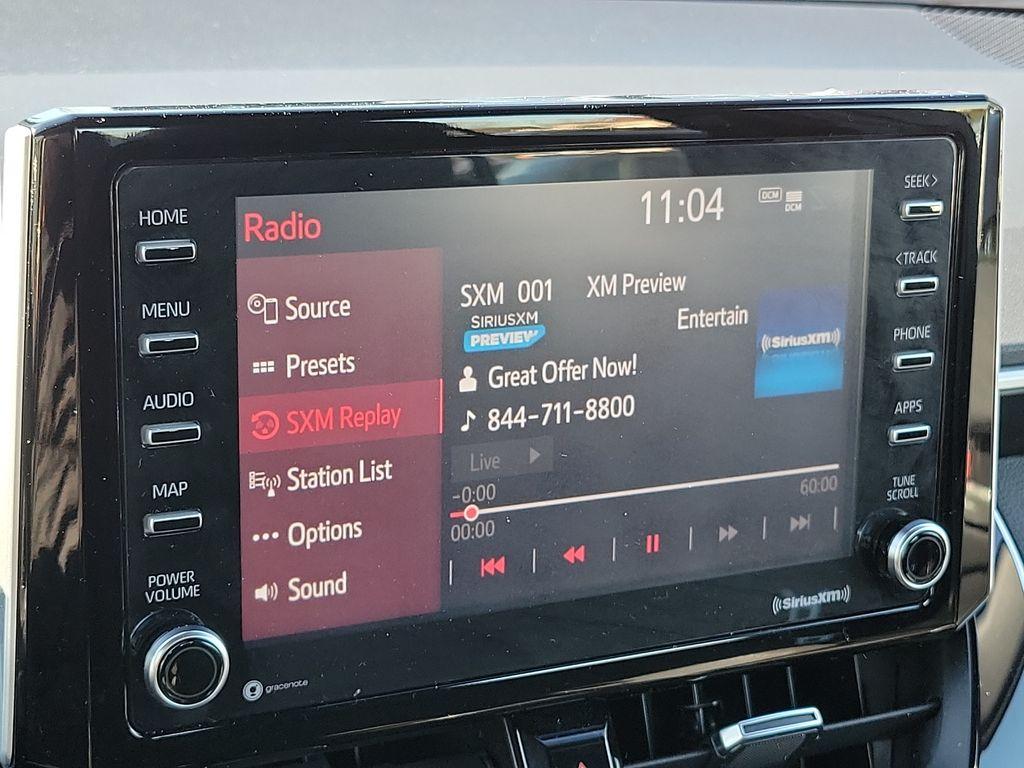 HOME
MENU
AUDIO
MAP
POWER
VOLUME
Radio
11:04
DCM
DCM
Source
Presets
SXM Replay
Station List
Options
Sound
SXM 001 XM Preview
SIRIUSXM
PREVIEW
Entertain
((SiriusXM))
Great Offer Now!
844-711-8800
Live
-0:00
60:00
00:00
((SiriusXM))
gracenote
SEEK>
<TRACK
PHONE
APPS
TUNE
SCROLL